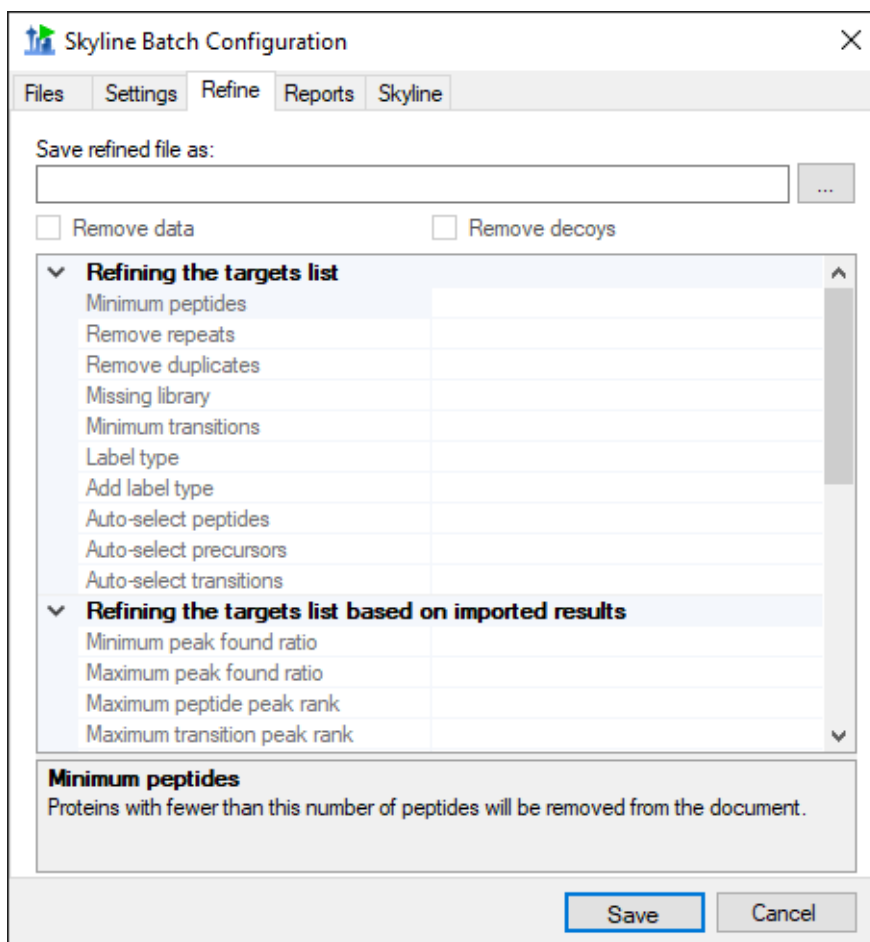 Skyline Batch Configuration
Files Settings Refine Reports Skyline
Save refined file as:
...
Remove data Remove decoys
Refining the targets list
Minimum peptides
Remove repeats
Remove duplicates
Missing library
Minimum transitions
Label type
Add label type
Auto-select peptides
Auto-select precursors
Auto-select transitions
Refining the targets list based on imported results
Minimum peak found ratio
Maximum peak found ratio
Maximum peptide peak rank
Maximum transition peak rank
Minimum peptides
Proteins with fewer than this number of peptides will be removed from the document.
Save Cancel